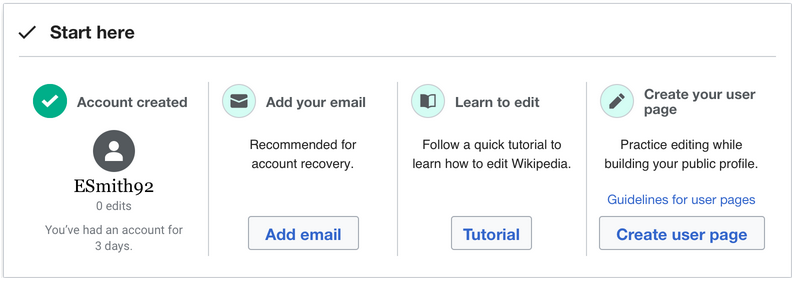 Start here
Account created
ESmith92
0 edits
You've had an account for
3 days.
Add your email
Recommended for
account recovery.
Add email
Learn to edit
Follow a quick tutorial to
learn how to edit Wikipedia.
Tutorial
Create your user
page
Practice editing while
building your public profile.
Guidelines for user pages
Create user page